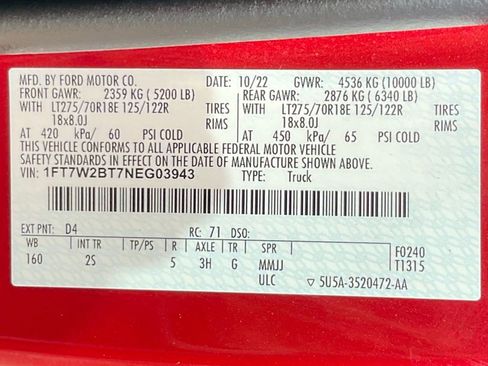 MFD. BY FORD MOTOR CO. DATE: 10/22 GVWR: 4536 KG (10000 LB)
FRONT GAWR: 2359 KG ( 5200 LB) REAR GAWR: 2876 KG ( 6340 LB)
WITH LT275/70R18E 125/122R TIRES WITH LT275/70R18E 125/122R TIRES
18x8.0J RIMS 18x8.0J RIMS
AT 420 kPa/ 60 PSI COLD AT 450 kPa/ 65 PSI COLD
THIS VEHICLE CONFORMS TO ALL APPLICABLE FEDERAL MOTOR VEHICLE
SAFETY STANDARDS IN EFFECT ON THE DATE OF MANUFACTURE SHOWN ABOVE.
VIN: 1FT7W2BT7NEG03943 TYPE: Truck
EXT PNT: D4 RC: 71 DSO:
WB INT TR TP/PS R AXLE TR SPR F0240
160 2S 5 3H G MMJJ T1315
ULC ▽ 5U5A-3520472-AA